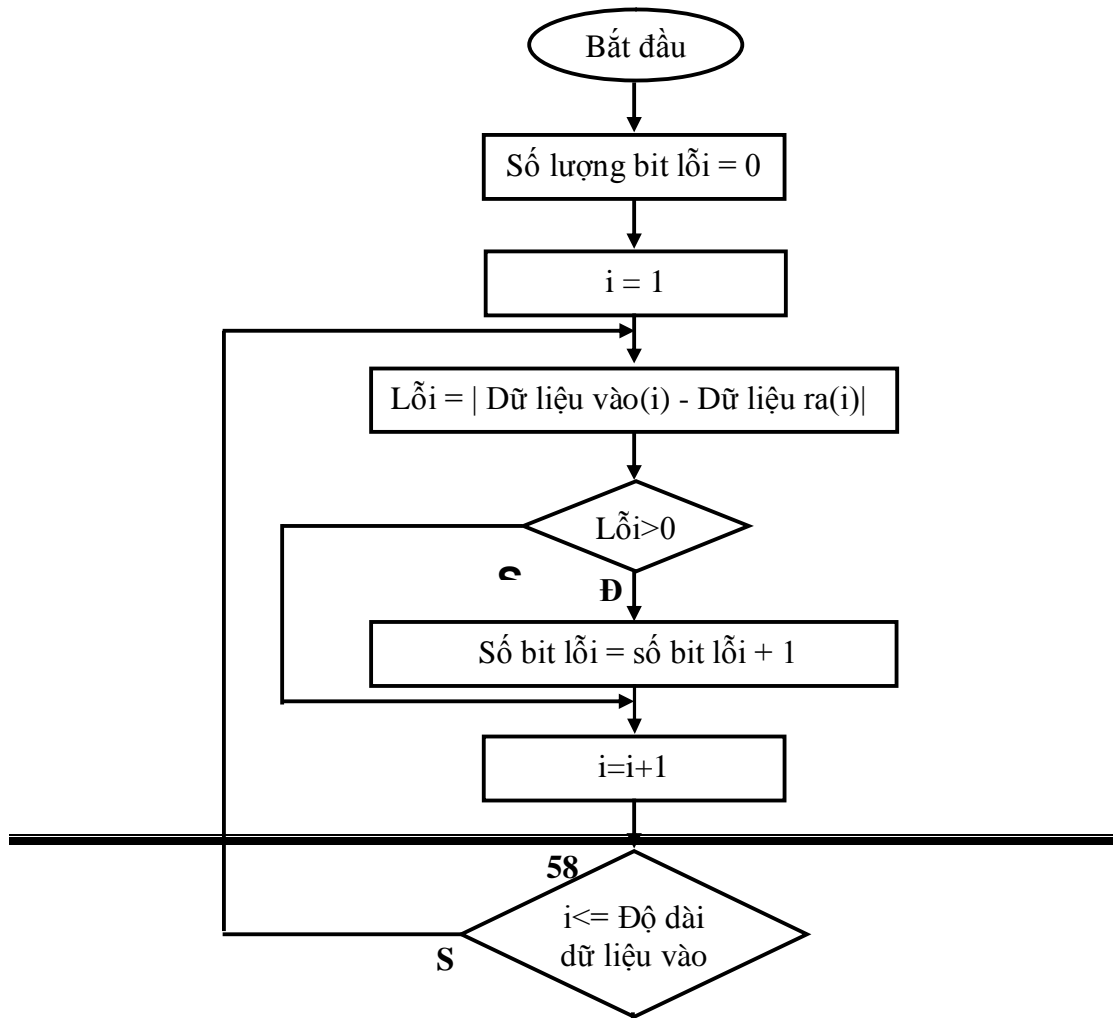 Bắt đầu
Số lượng bit lỗi = 0
i = 1
Lỗi = | Dữ liệu vào(i) - Dữ liệu ra(i)|
Lỗi>0
Đ
Số bit lỗi = số bit lỗi + 1
i=i+1
58
i<= Độ dài
dữ liệu vào
S